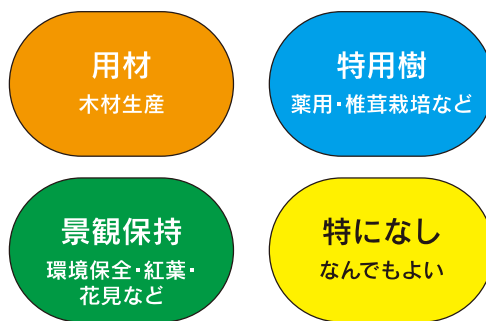 用材
木材生産
特用樹
薬用・椎茸栽培など
景観保持
環境保全・紅葉・
花見など
特になし
なんでもよい